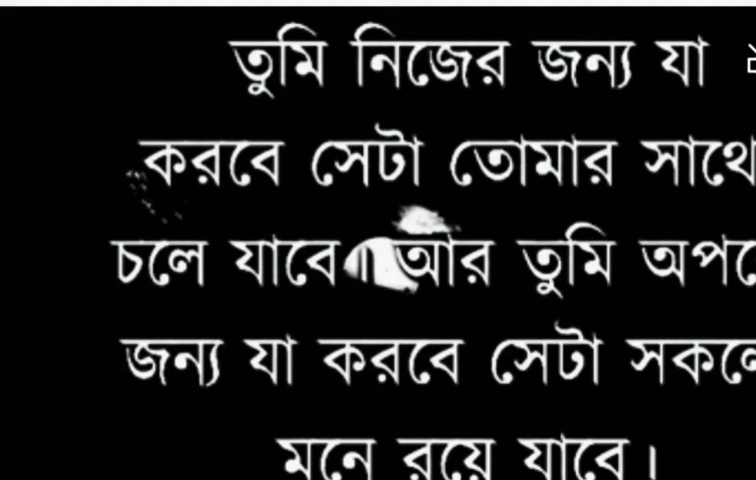 তুমি নিজের জন্য যা
করবে সেটা তোমার সাথে
চলে যাবে। আর তুমি
জন্য যা করবে সেটা
মনে রয়ে যাবে।